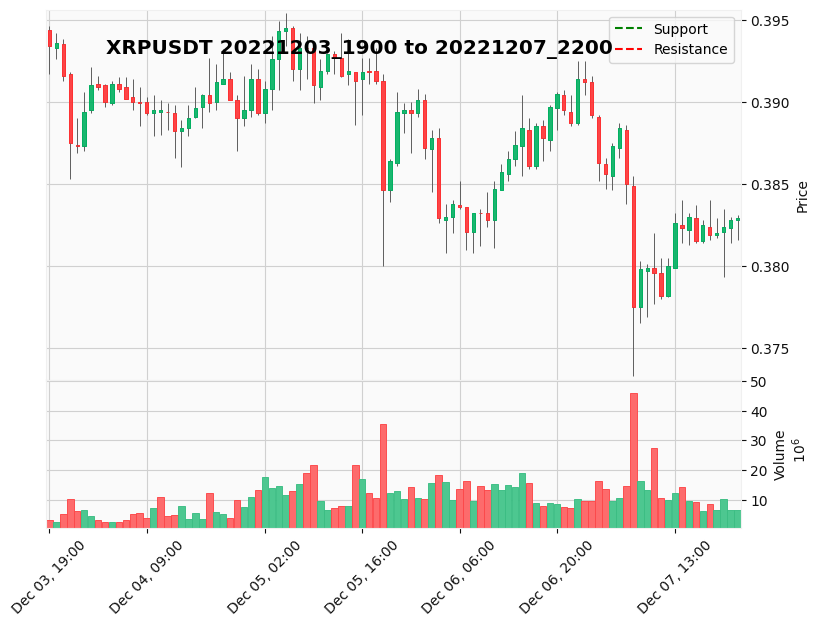 XRPUSDT 20221203_1900 to 20221207_2200
Support
Resistance
0.395
0.390
0.385
0.380
0.375
Price
50
40
30
20
10
Volume
10^6
Dec 03, 19:00
Dec 04, 09:00
Dec 05, 02:00
Dec 05, 16:00
Dec 06, 06:00
Dec 06, 20:00
Dec 07, 13:00